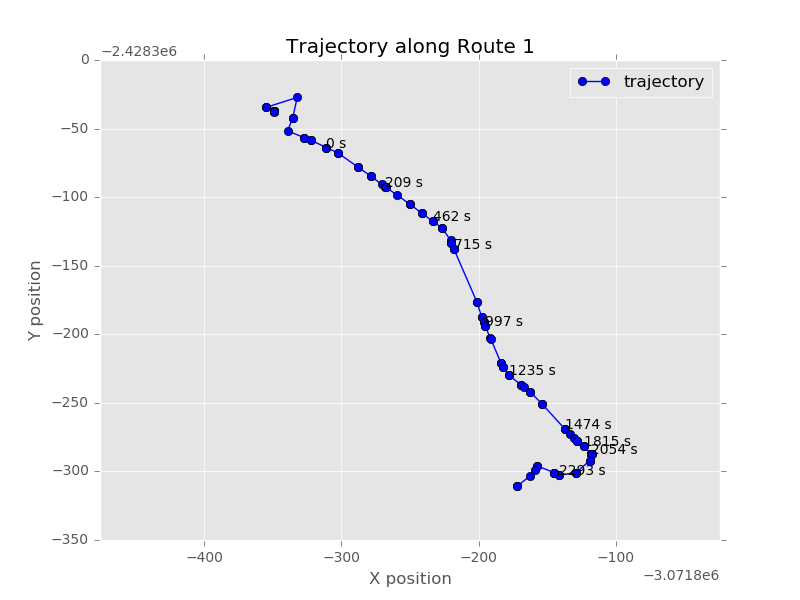 Trajectory along Route 1
−2.4283e6
trajectory
0
−50
−100
−150
−200
−250
−300
−350
Y position
0 s
209 s
462 s
715 s
997 s
1235 s
1474 s
1815 s
2054 s
2293 s
−400
−300
−200
−100
X position
−3.0718e6